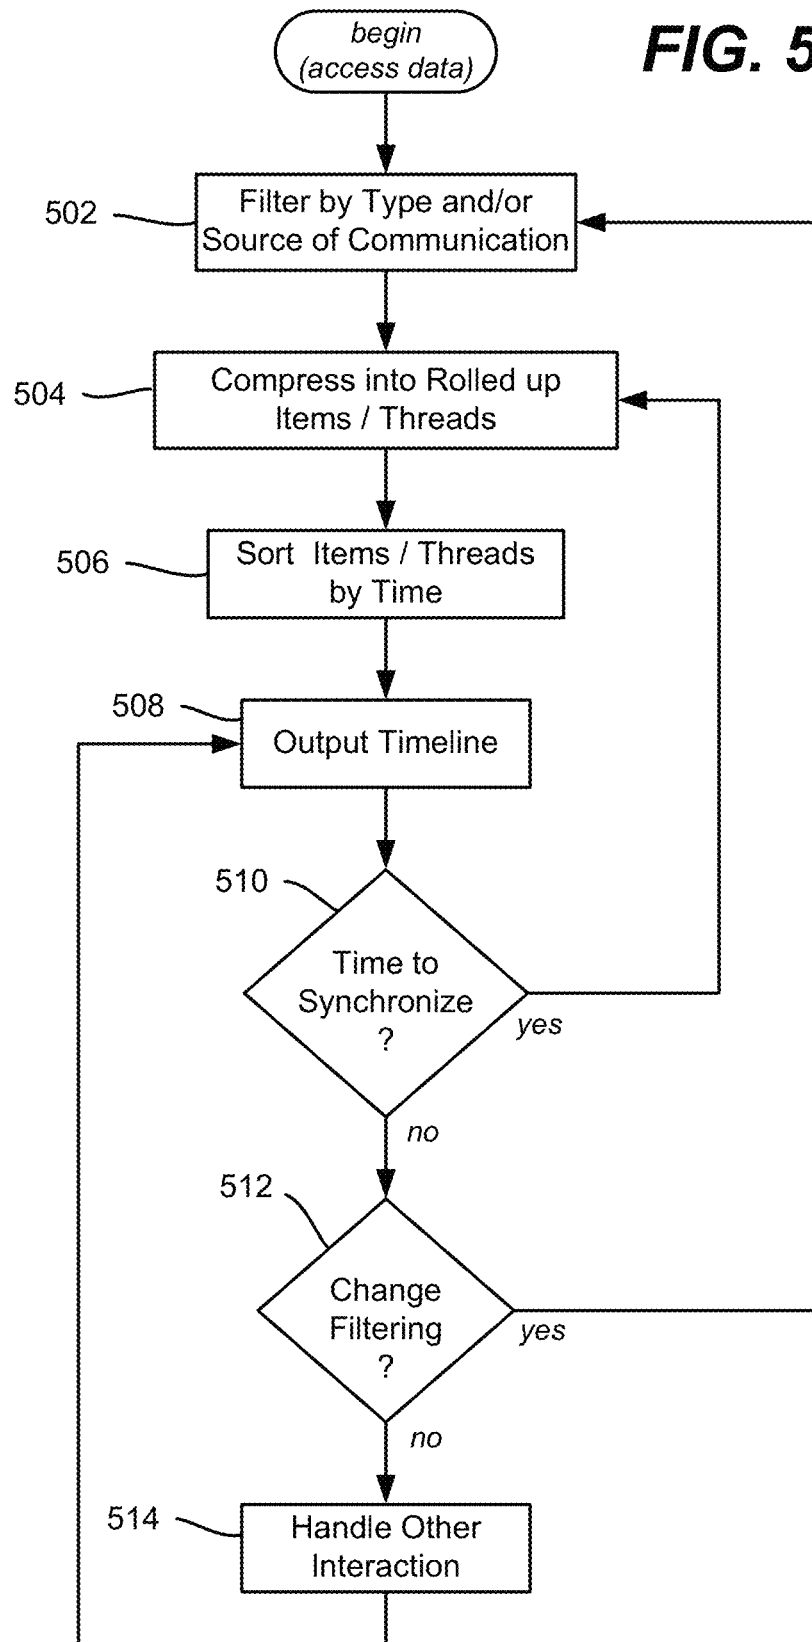 begin
(access data)
FIG. 5
502
Filter by Type and/or
Source of Communication
504
Compress into Rolled up
Items / Threads
506
Sort Items / Threads
by Time
508
Output Timeline
510
Time to
Synchronize
?
yes
no
512
Change
Filtering
?
yes
no
514
Handle Other
Interaction